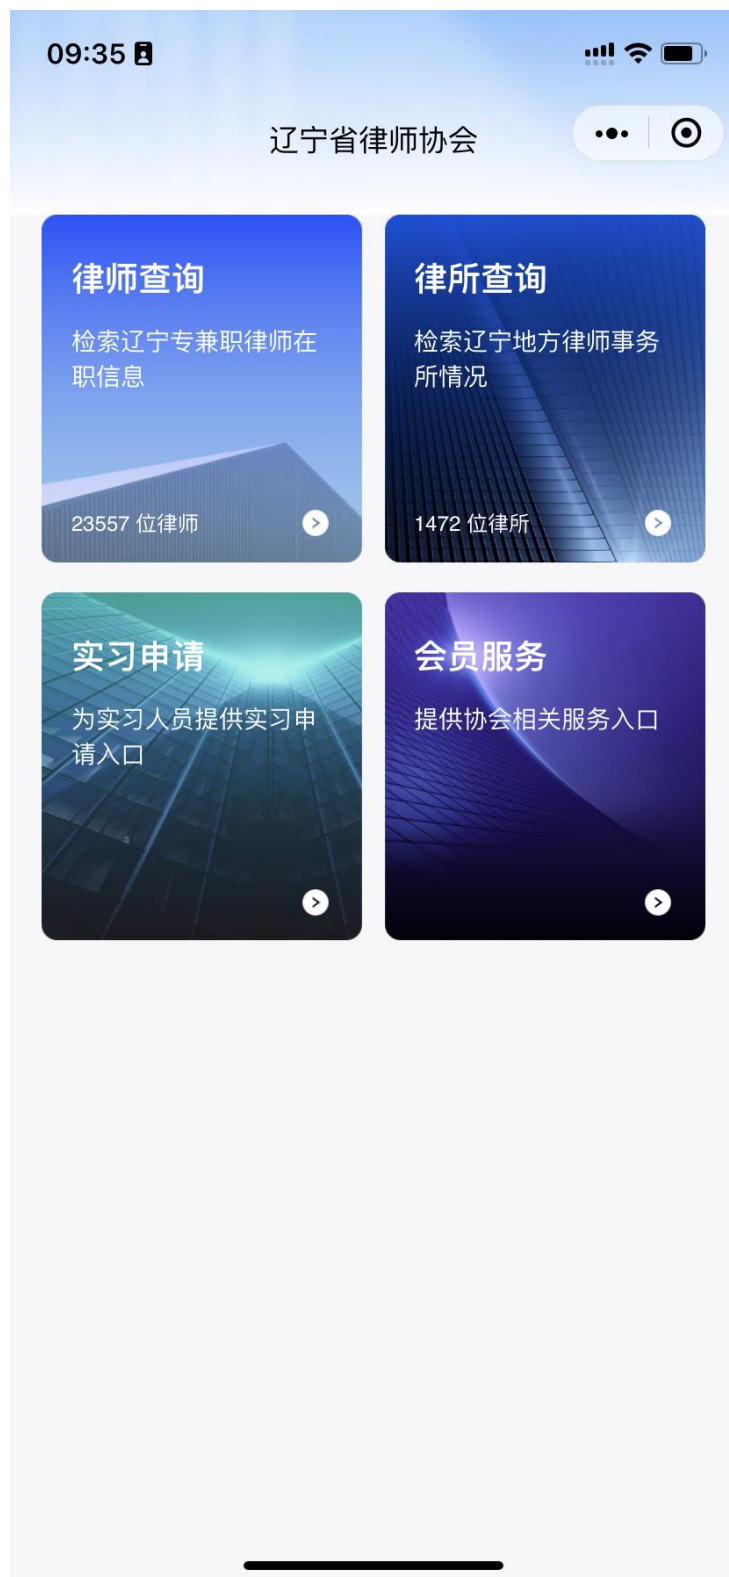 09:35
辽宁省律师协会
律师查询
检索辽宁专兼职律师在
职信息
23557 位律师
律所查询
检索辽宁地方律师事务
所情况
1472 位律所
实习申请
为实习人员提供实习申
请入口
会员服务
提供协会相关服务入口